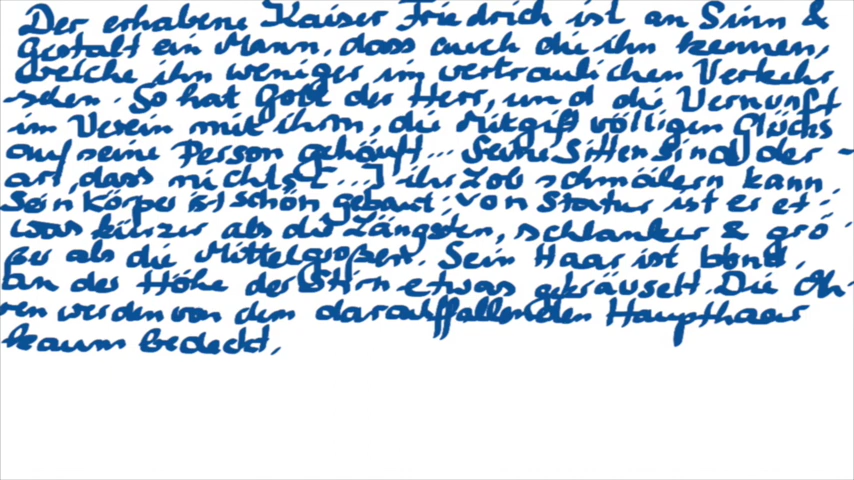 Der erhabene Kaiser Friedrich ist an Sinn &
Gestalt ein Mann, dass auch die ihn kennen,
welche ihn weniger im vertraulichen Verkehr
sehen. So hat Gott der Herr, und die Vernunft
im Verein mit ihm, die Mitgift völligen Glücks
auf seine Person gehäuft... Seine Sitten sind der-
art, dass nichts [...] ihr Lob schmälern kann.
Sein Körper ist schön gebaut; von Statur ist er et-
was kürzer als die Längsten, schlanker & grö-
ßer als die Mittelgroßen. Sein Haar ist blond,
an der Höhe der Stirn etwas gekräuselt. Die Oh-
ren werden von dem darauffallenden Haupthaar
kaum bedeckt,